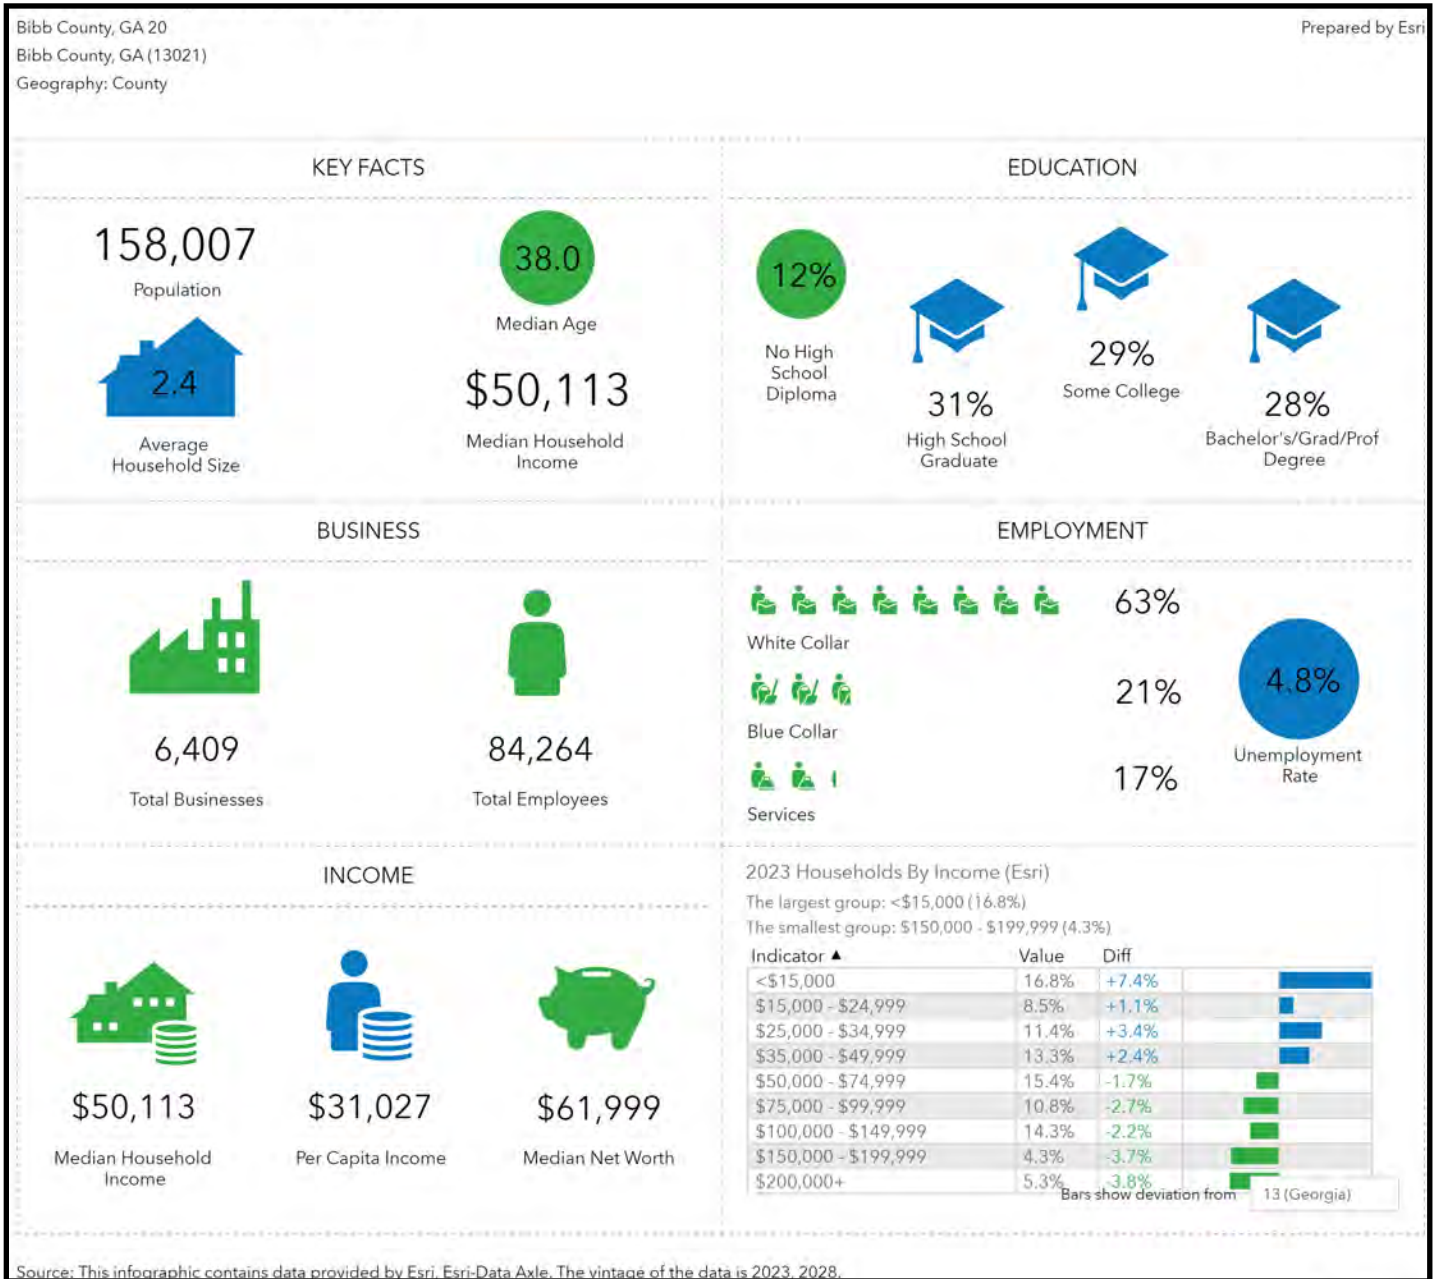 Bibb County, GA 20
Prepared by Esri
Bibb County, GA (13021)
Geography: County
KEY FACTS
158,007
Population
38.0
Median Age
2.4
Average
Household Size
$50,113
Median Household
Income
EDUCATION
12%
No High
School
Diploma
31%
High School
Graduate
29%
Some College
28%
Bachelor's/Grad/Prof
Degree
BUSINESS
6,409
Total Businesses
84,264
Total Employees
EMPLOYMENT
63%
White Collar
21%
Blue Collar
17%
Services
4.8%
Unemployment
Rate
INCOME
$50,113
Median Household
Income
$31,027
Per Capita Income
$61,999
Median Net Worth
2023 Households By Income (Esri)
The largest group: <$15,000 (16.8%)
The smallest group: $150,000 - $199,999 (4.3%)
Indicator ▲ Value Diff
<$15,000 16.8% +7.4%
$15,000 - $24,999 8.5% +1.1%
$25,000 - $34,999 11.4% +3.4%
$35,000 - $49,999 13.3% +2.4%
$50,000 - $74,999 15.4% -1.7%
$75,000 - $99,999 10.8% -2.7%
$100,000 - $149,999 14.3% -2.2%
$150,000 - $199,999 4.3% -3.7%
$200,000+ 5.3% -3.8%
Bars show deviation from 13 (Georgia)
Source: This infographic contains data provided by Esri, Esri-Data Axle. The vintage of the data is 2023, 2028.